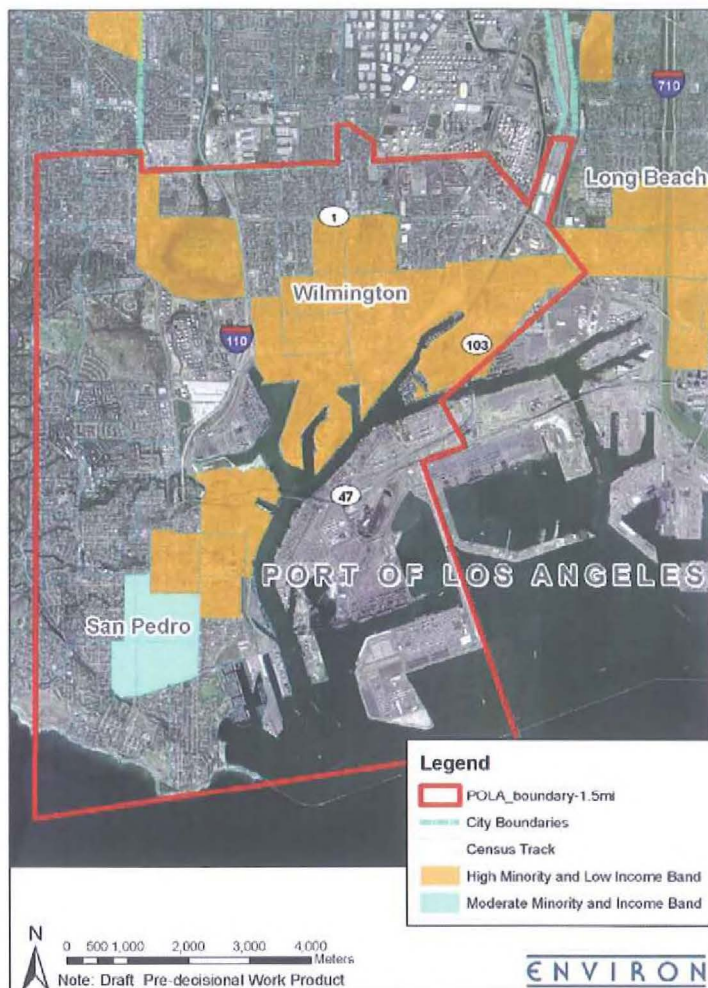 710
Long Beach
1
Wilmington
110
103
47
PORT OF LOS ANGELES
San Pedro
Legend
POLA_boundary-1.5mi
City Boundaries
Census Track
High Minority and Low Income Band
Moderate Minority and Income Band
N
0 500 1,000 2,000 3,000 4,000
Meters
Note: Draft Pre-decisional Work Product
ENVIRON